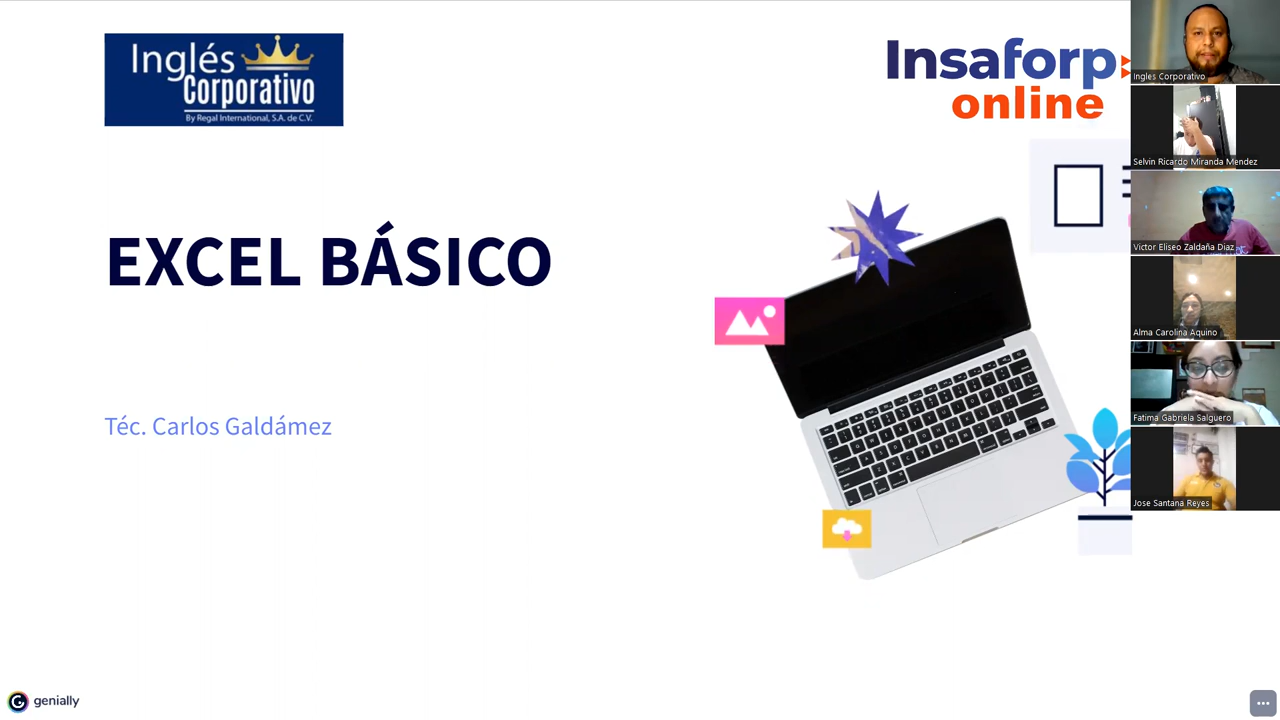 Inglés
Corporativo
By Regal International, S.A. de C.V.
Insaforp
online
EXCEL BÁSICO
Téc. Carlos Galdámez
genially
Ingles Corporativo
Selvin Ricardo Miranda Mendez
Victor Eliseo Zaldaña Diaz
Alma Carolina Aquino
Fatima Gabriela Salguero
Jose Santana Reyes